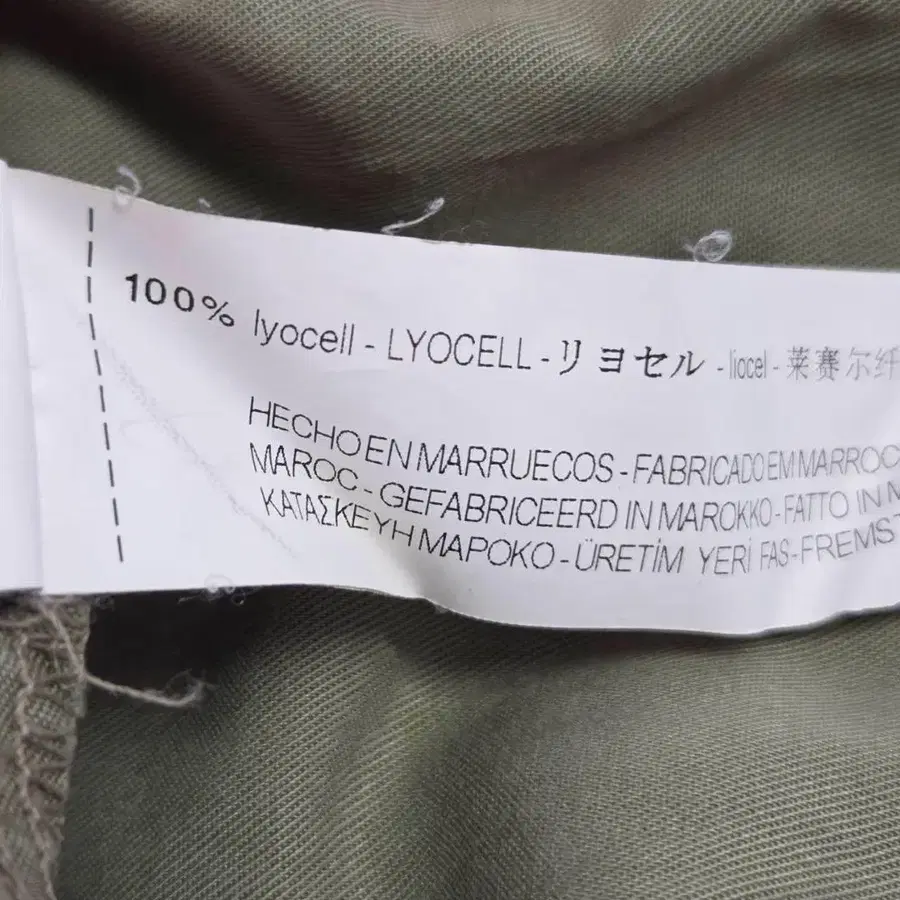 100% lyocell - LYOCELL - リヨセル - liocel - 莱赛尔纤
HECHO EN MARRUECOS - FABRICADO EM MARROC
MAROC - GEFABRICEERD IN MAROKKO - FATTO IN M
ΚΑΤΑΣΚΕΥΗ ΜΑΡΟΚΟ - ÜRETİM YERİ FAS - FREMST